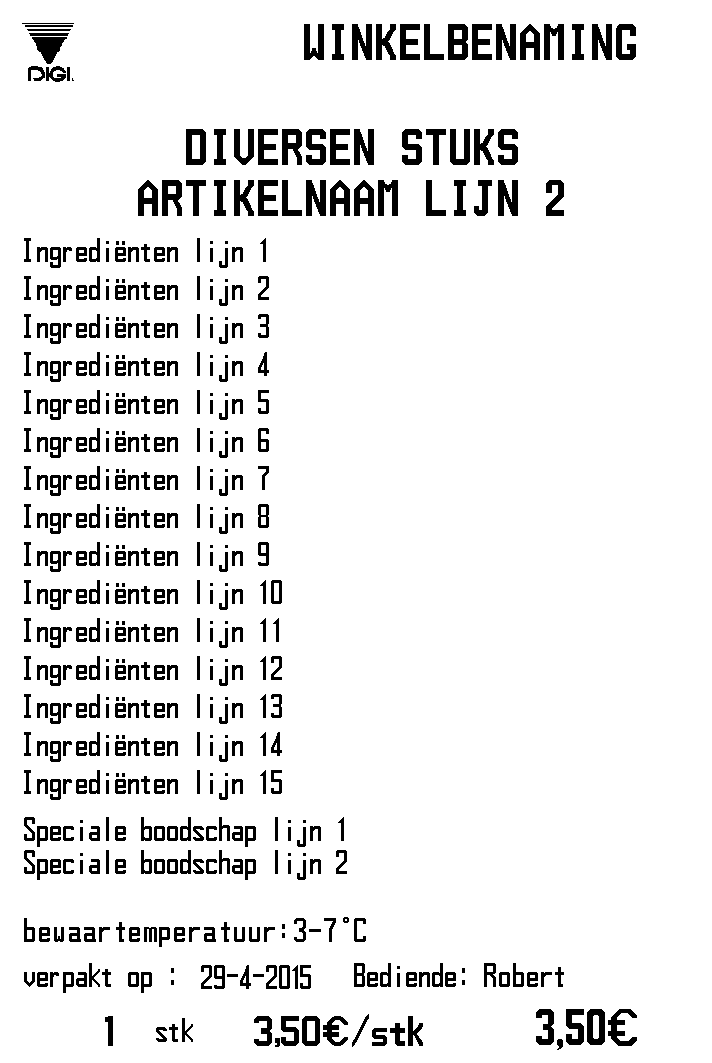 DIGI.
WINKELBENAMING
DIVERSEN STUKS
ARTIKELNAAM LIJN 2
Ingrediënten lijn 1
Ingrediënten lijn 2
Ingrediënten lijn 3
Ingrediënten lijn 4
Ingrediënten lijn 5
Ingrediënten lijn 6
Ingrediënten lijn 7
Ingrediënten lijn 8
Ingrediënten lijn 9
Ingrediënten lijn 10
Ingrediënten lijn 11
Ingrediënten lijn 12
Ingrediënten lijn 13
Ingrediënten lijn 14
Ingrediënten lijn 15
Speciale boodschap lijn 1
Speciale boodschap lijn 2
bewaartemperatuur:3-7°C
verpakt op : 29-4-2015 Bediende: Robert
1 stk 3,50€/stk 3,50€